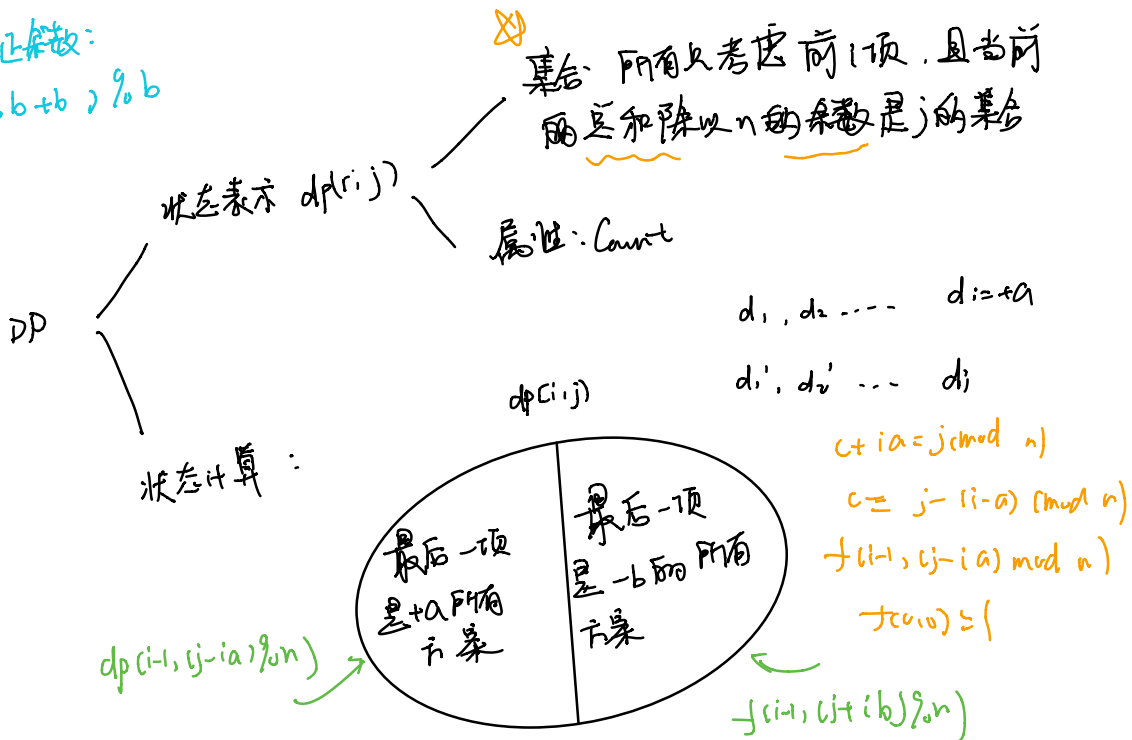 正余数:
b+b)%b
集合: 所有只考虑前i项,且当前
的总和除以n的余数是j的集合
状态表示 dp(i,j)
属性: Count
DP
d1, d2 ····· di=+a
d1', d2' ··· di
dp(i,j)
状态计算:
c+ia=j(mod n)
c= j-(i-a) (mod n)
f(i-1, (j-ia) mod n)
f(0,0)=1
最后一项
是+a所有
方案
最后一项
是-b的所有
方案
dp(i-1,(j-ia)%n)
f(i-1,(j+ib)%n)